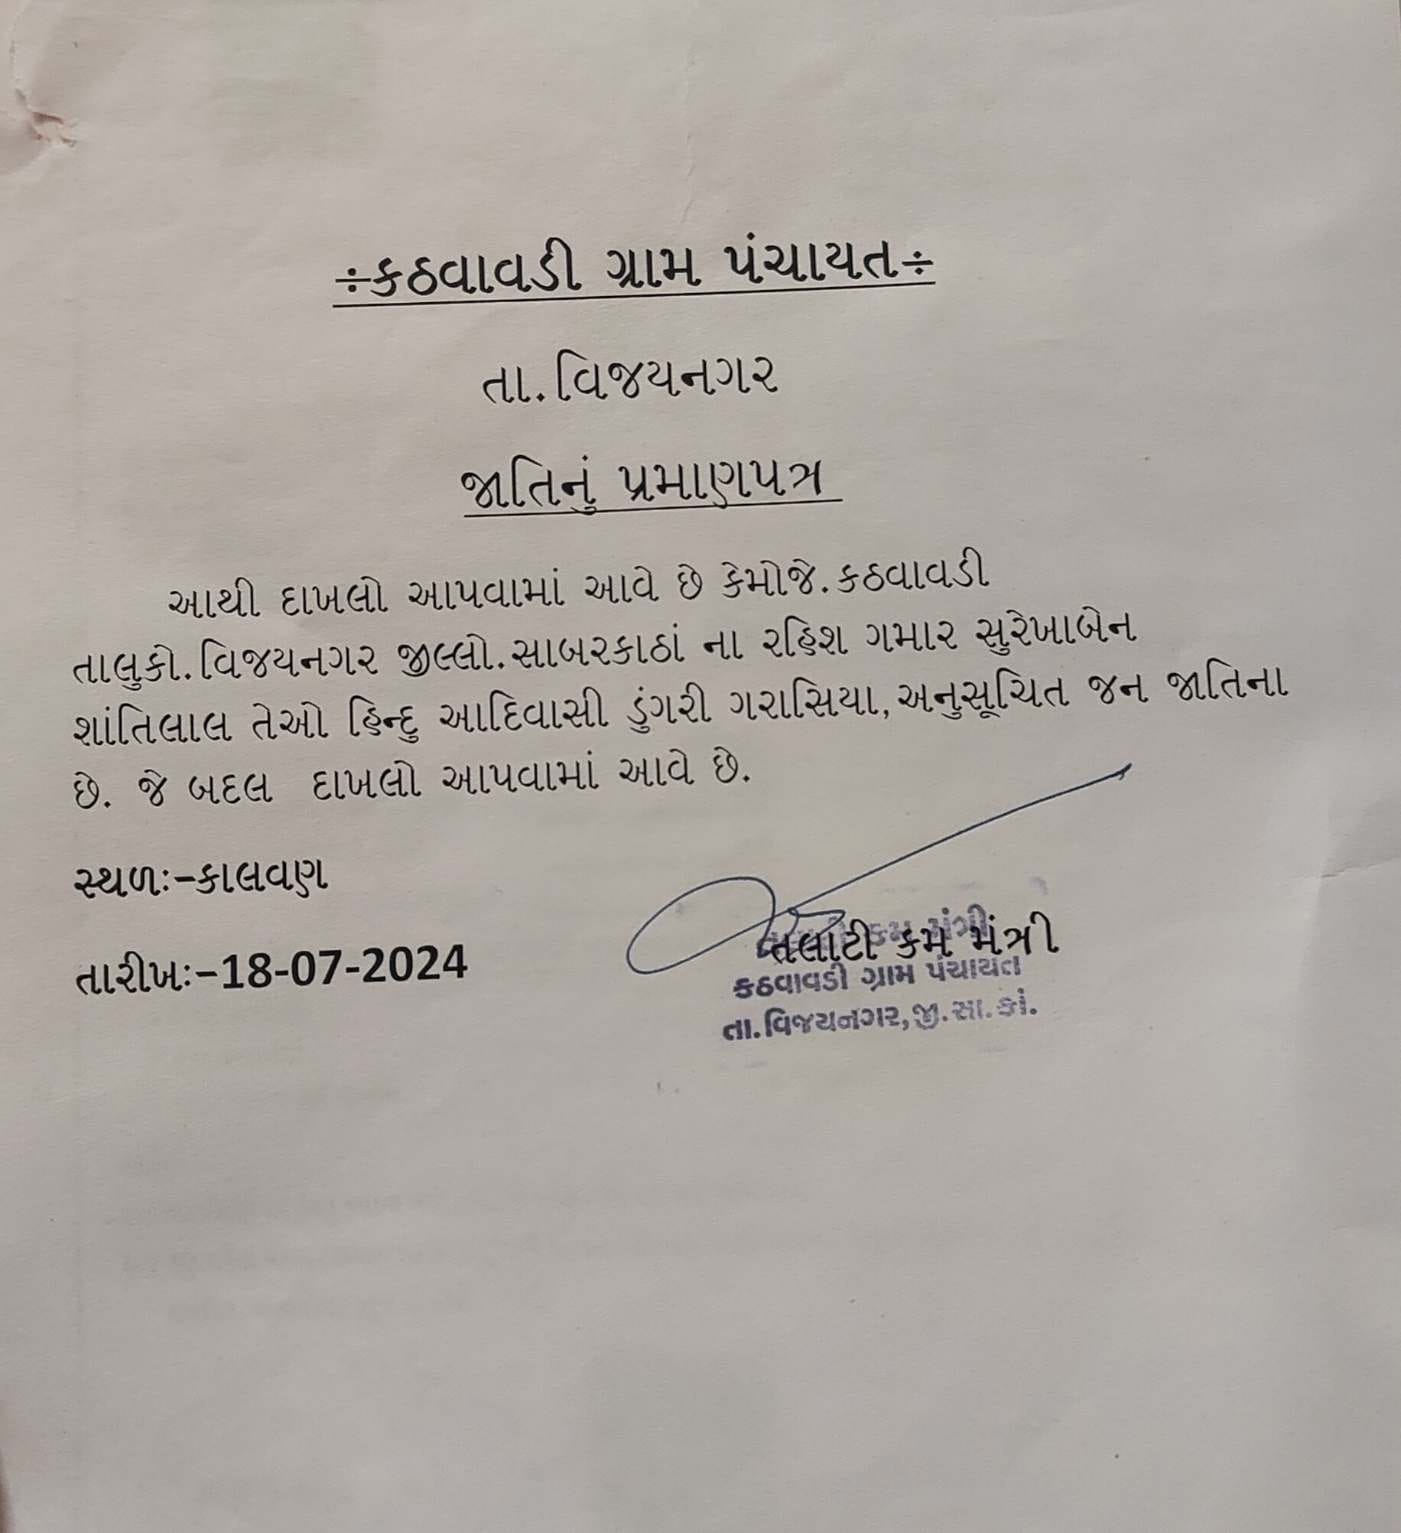 ÷કઠવાવડી ગ્રામ પંચાયત÷
તા.વિજયનગર
જાતિનું પ્રમાણપત્ર
આથી દાખલો આપવામાં આવે છે કેમોજે.કઠવાવડી
તાલુકો.વિજયનગર જીલ્લો.સાબરકાઠાં ના રહિશ ગમાર સુરેખાબેન
શાંતિલાલ તેઓ હિન્દુ આદિવાસી ડુંગરી ગરાસિયા,અનુસૂચિત જન જાતિના
છે. જે બદલ દાખલો આપવામાં આવે છે.
સ્થળઃ-કાલવણ
તારીખઃ-18-07-2024
તલાટી કમ મંત્રી
કમ મંત્રી
કઠવાવડી ગ્રામ પંચાયત
તા.વિજયનગર,જી.સા.કાં.